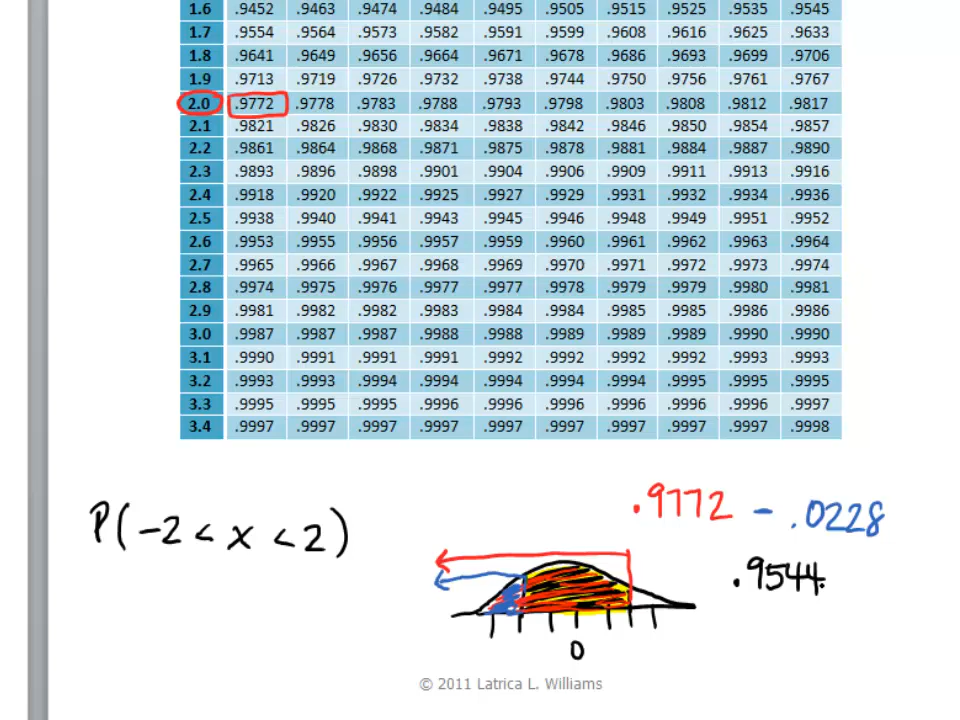 1.6 .9452 .9463 .9474 .9484 .9495 .9505 .9515 .9525 .9535 .9545
1.7 .9554 .9564 .9573 .9582 .9591 .9599 .9608 .9616 .9625 .9633
1.8 .9641 .9649 .9656 .9664 .9671 .9678 .9686 .9693 .9699 .9706
1.9 .9713 .9719 .9726 .9732 .9738 .9744 .9750 .9756 .9761 .9767
2.0 .9772 .9778 .9783 .9788 .9793 .9798 .9803 .9808 .9812 .9817
2.1 .9821 .9826 .9830 .9834 .9838 .9842 .9846 .9850 .9854 .9857
2.2 .9861 .9864 .9868 .9871 .9875 .9878 .9881 .9884 .9887 .9890
2.3 .9893 .9896 .9898 .9901 .9904 .9906 .9909 .9911 .9913 .9916
2.4 .9918 .9920 .9922 .9925 .9927 .9929 .9931 .9932 .9934 .9936
2.5 .9938 .9940 .9941 .9943 .9945 .9946 .9948 .9949 .9951 .9952
2.6 .9953 .9955 .9956 .9957 .9959 .9960 .9961 .9962 .9963 .9964
2.7 .9965 .9966 .9967 .9968 .9969 .9970 .9971 .9972 .9973 .9974
2.8 .9974 .9975 .9976 .9977 .9977 .9978 .9979 .9979 .9980 .9981
2.9 .9981 .9982 .9982 .9983 .9984 .9984 .9985 .9985 .9986 .9986
3.0 .9987 .9987 .9987 .9988 .9988 .9989 .9989 .9989 .9990 .9990
3.1 .9990 .9991 .9991 .9991 .9992 .9992 .9992 .9992 .9993 .9993
3.2 .9993 .9993 .9994 .9994 .9994 .9994 .9994 .9995 .9995 .9995
3.3 .9995 .9995 .9995 .9996 .9996 .9996 .9996 .9996 .9996 .9997
3.4 .9997 .9997 .9997 .9997 .9997 .9997 .9997 .9997 .9997 .9998
.9772 - .0228
P(-2 < x < 2)
.9544
0
© 2011 Latrica L. Williams